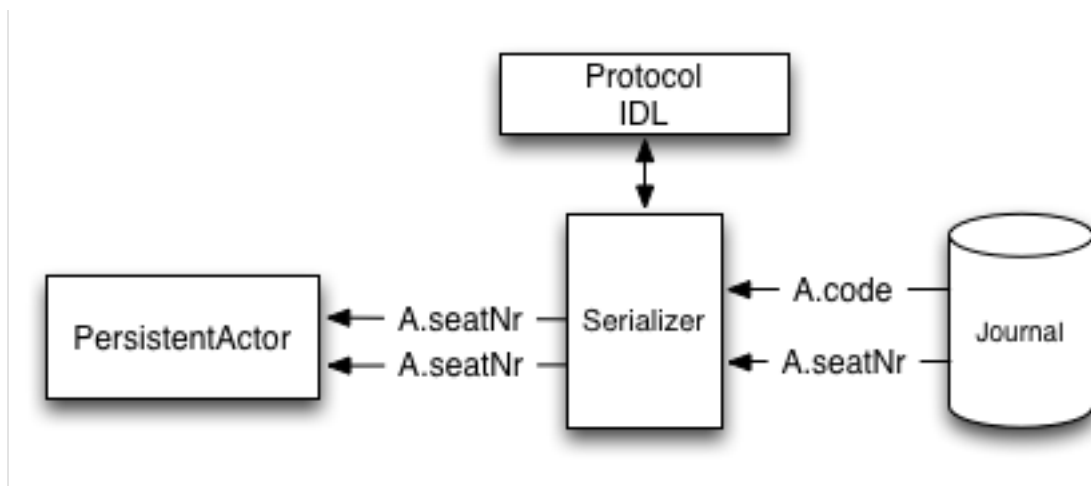 Protocol
IDL
A.code
A.seatNr
Serializer
Journal
PersistentActor
A.seatNr
A.seatNr